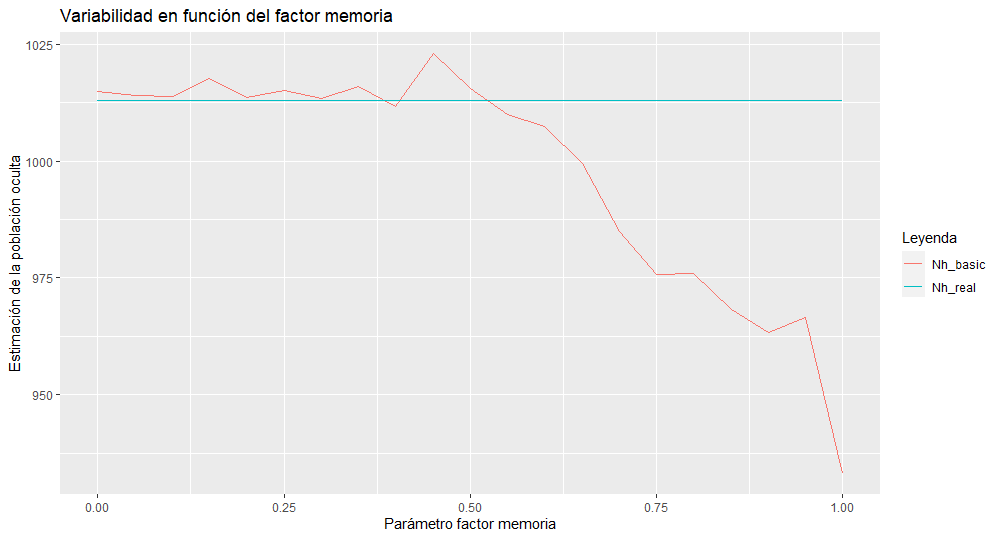 Variabilidad en función del factor memoria
Estimación de la población oculta
1025
1000
975
950
0.00
0.25
0.50
0.75
1.00
Parámetro factor memoria
Leyenda
Nh_basic
Nh_real